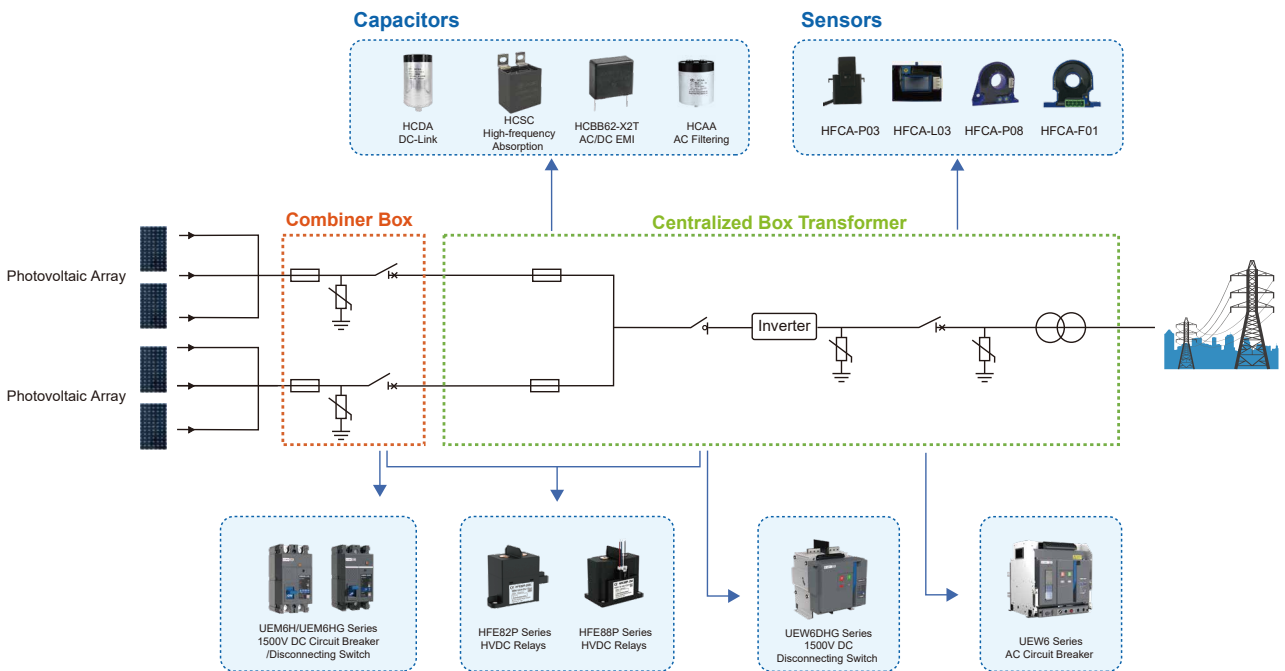 Capacitors
Sensors
HCDA
DC-Link
HCSC
High-frequency
Absorption
HCBB62-X2T
AC/DC EMI
HCAA
AC Filtering
HFCA-P03
HFCA-L03
HFCA-P08
HFCA-F01
Combiner Box
Centralized Box Transformer
Photovoltaic Array
Inverter
Photovoltaic Array
UEM6H/UEM6HG Series
1500V DC Circuit Breaker
/Disconnecting Switch
HFE82P Series
HVDC Relays
HFE88P Series
HVDC Relays
UEW6DHG Series
1500V DC
Disconnecting Switch
UEW6 Series
AC Circuit Breaker